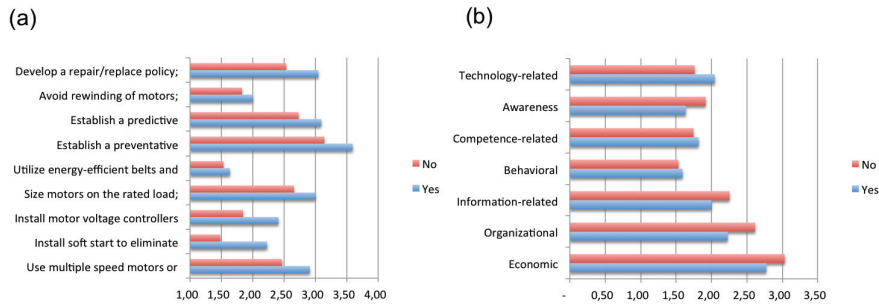 (a)
Develop a repair/replace policy;
Avoid rewinding of motors;
Establish a predictive
Establish a preventative
Utilize energy-efficient belts and
Size motors on the rated load;
Install motor voltage controllers
Install soft start to eliminate
Use multiple speed motors or
1,00 1,50 2,00 2,50 3,00 3,50 4,00
No
Yes
(b)
Technology-related
Awareness
Competence-related
Behavioral
Information-related
Organizational
Economic
- 0,50 1,00 1,50 2,00 2,50 3,00 3,50
No
Yes